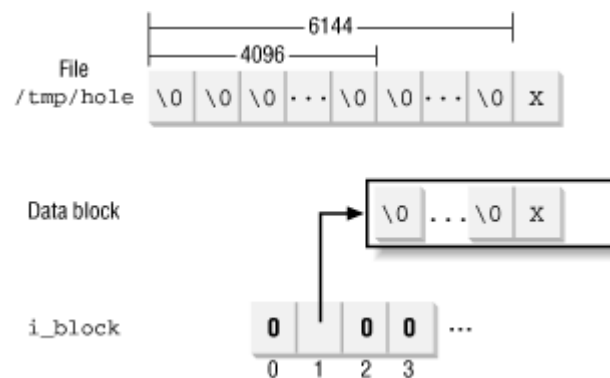 6144
4096
File
/tmp/hole
\0 \0 \0 ... \0 \0 ... \0 X
Data block
\0 ... \0 X
i_block
0 0 0 ...
0 1 2 3